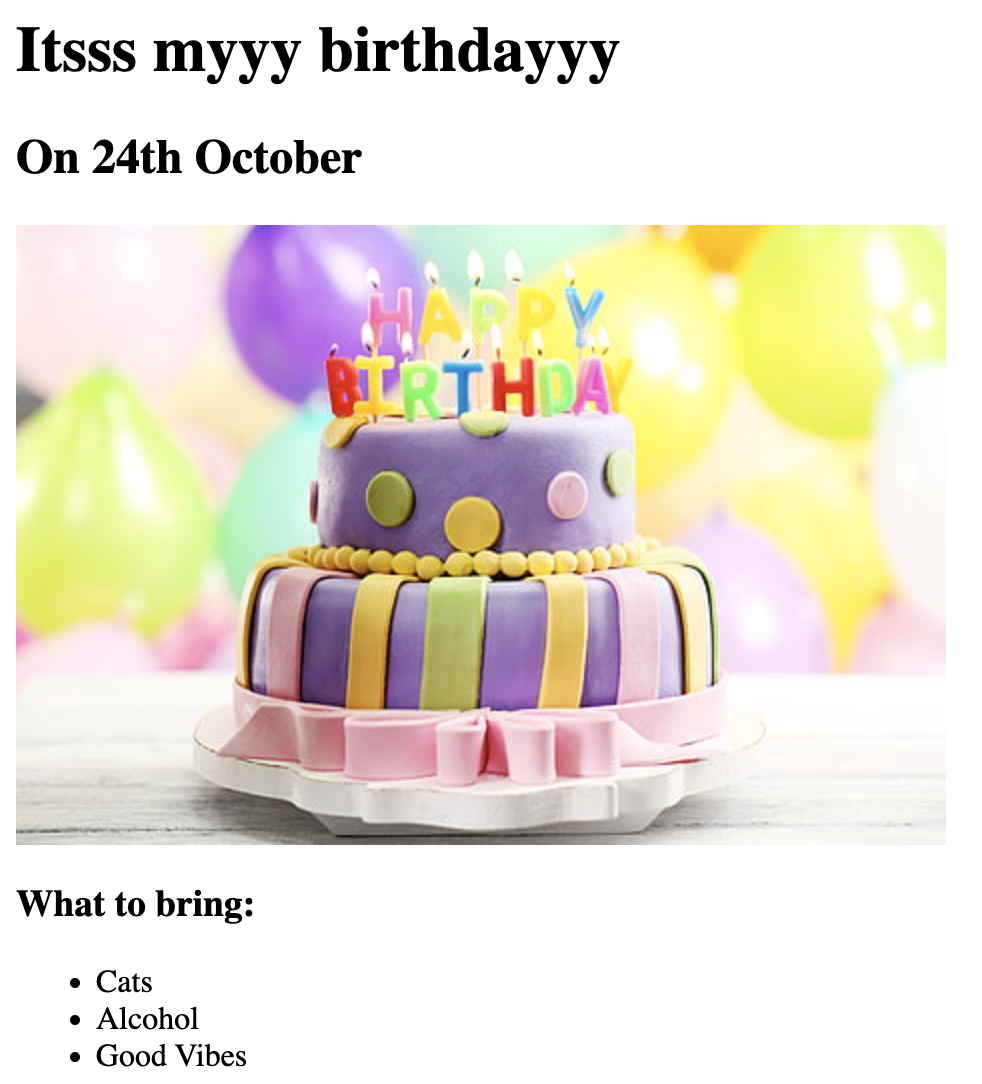 Itsss myyy birthdayyy
On 24th October
HAPPY
BIRTHDAY
What to bring:
Cats
Alcohol
Good Vibes